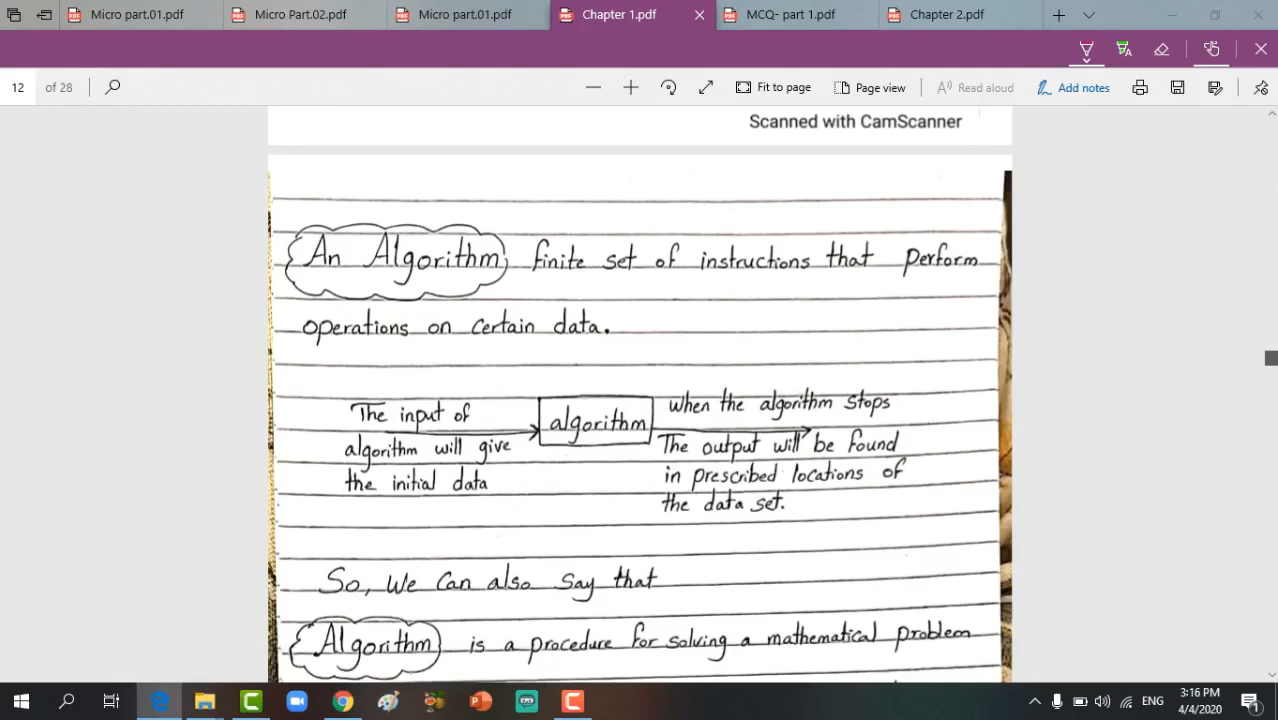 Micro part.01.pdf
Micro Part.02.pdf
Micro part.01.pdf
Chapter 1.pdf
MCQ- part 1.pdf
Chapter 2.pdf
12 of 28
Fit to page
Page view
Read aloud
Add notes
Scanned with CamScanner
An Algorithm finite set of instructions that perform
operations on certain data.
The input of
algorithm will give
the initial data
algorithm
when the algorithm stops
The output will be found
in prescribed locations of
the data set.
So, We Can also Say that
Algorithm is a procedure for solving a mathematical problem
ENG
3:16 PM
4/4/2020
1